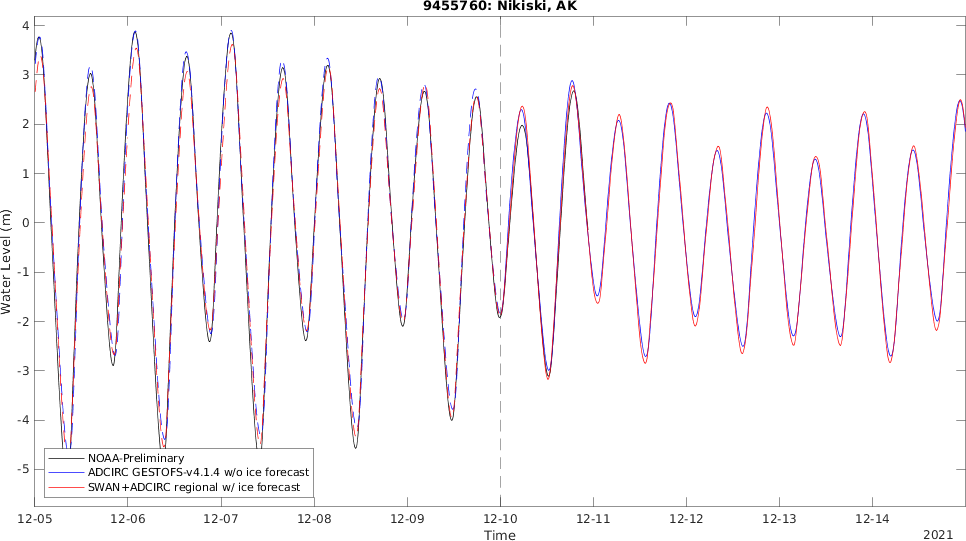 9455760: Nikiski, AK
4
3
2
1
0
-1
-2
-3
-4
-5
Water Level (m)
NOAA-Preliminary
ADCIRC GESTOFS-v4.1.4 w/o ice forecast
SWAN+ADCIRC regional w/ ice forecast
12-05 12-06 12-07 12-08 12-09 12-10 12-11 12-12 12-13 12-14
Time
2021